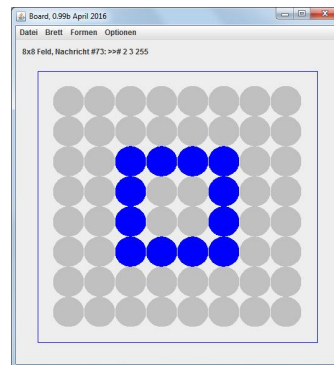 Board, 0.99b April 2016
Datei Brett Formen Optionen
8x8 Feld, Nachricht #73: >># 2 3 255